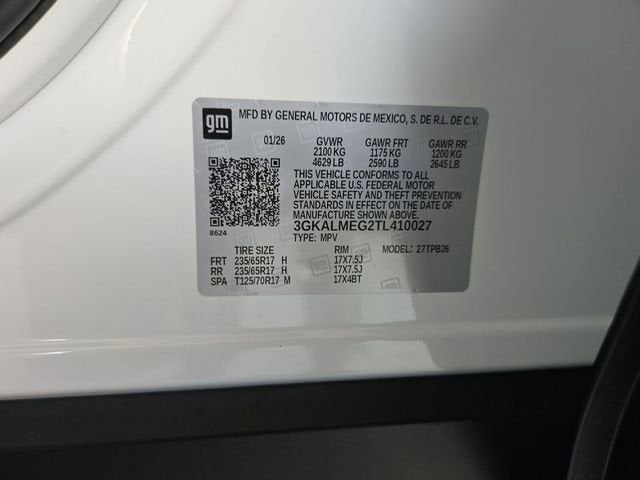 gm
MFD BY GENERAL MOTORS DE MEXICO, S. DE R.L. DE C.V.
01/26 GVWR GAWR FRT GAWR RR
2100 KG 1175 KG 1200 KG
4629 LB 2590 LB 2645 LB
THIS VEHICLE CONFORMS TO ALL
APPLICABLE U.S. FEDERAL MOTOR
VEHICLE SAFETY AND THEFT PREVENTION
STANDARDS IN EFFECT ON THE DATE OF
MANUFACTURE SHOWN ABOVE.
3GKALMEG2TL410027
8624
TYPE: MPV
TIRE SIZE RIM MODEL: 27TPB26
FRT 235/65R17 H 17X7.5J
RR 235/65R17 H 17X7.5J
SPA T125/70R17 M 17X4BT